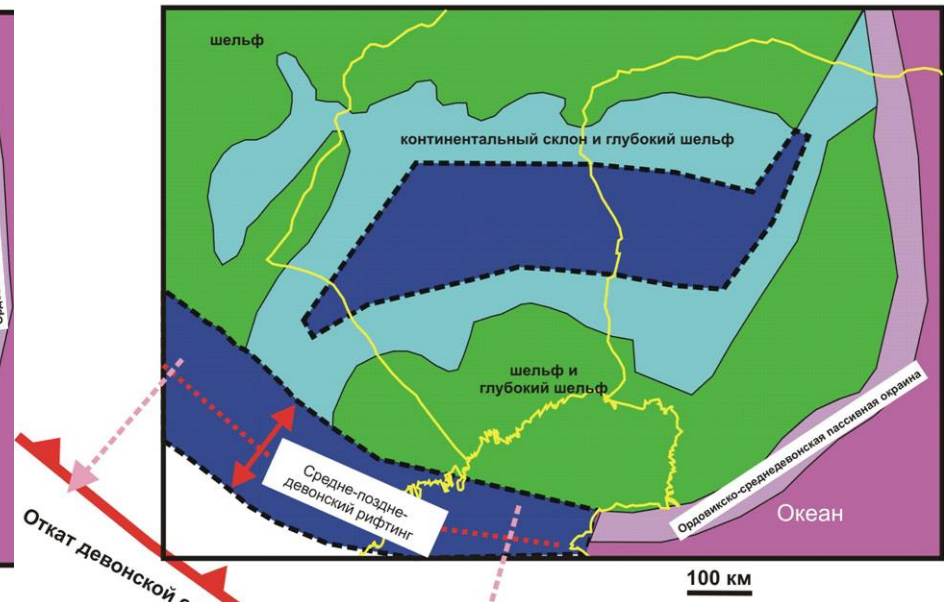 шельф
континентальный склон и глубокий шельф
шельф и
глубокий шельф
Средне-поздне-
девонский рифтинг
Ордовикско-среднедевонская пассивная окраина
Океан
Откат девонской
100 км